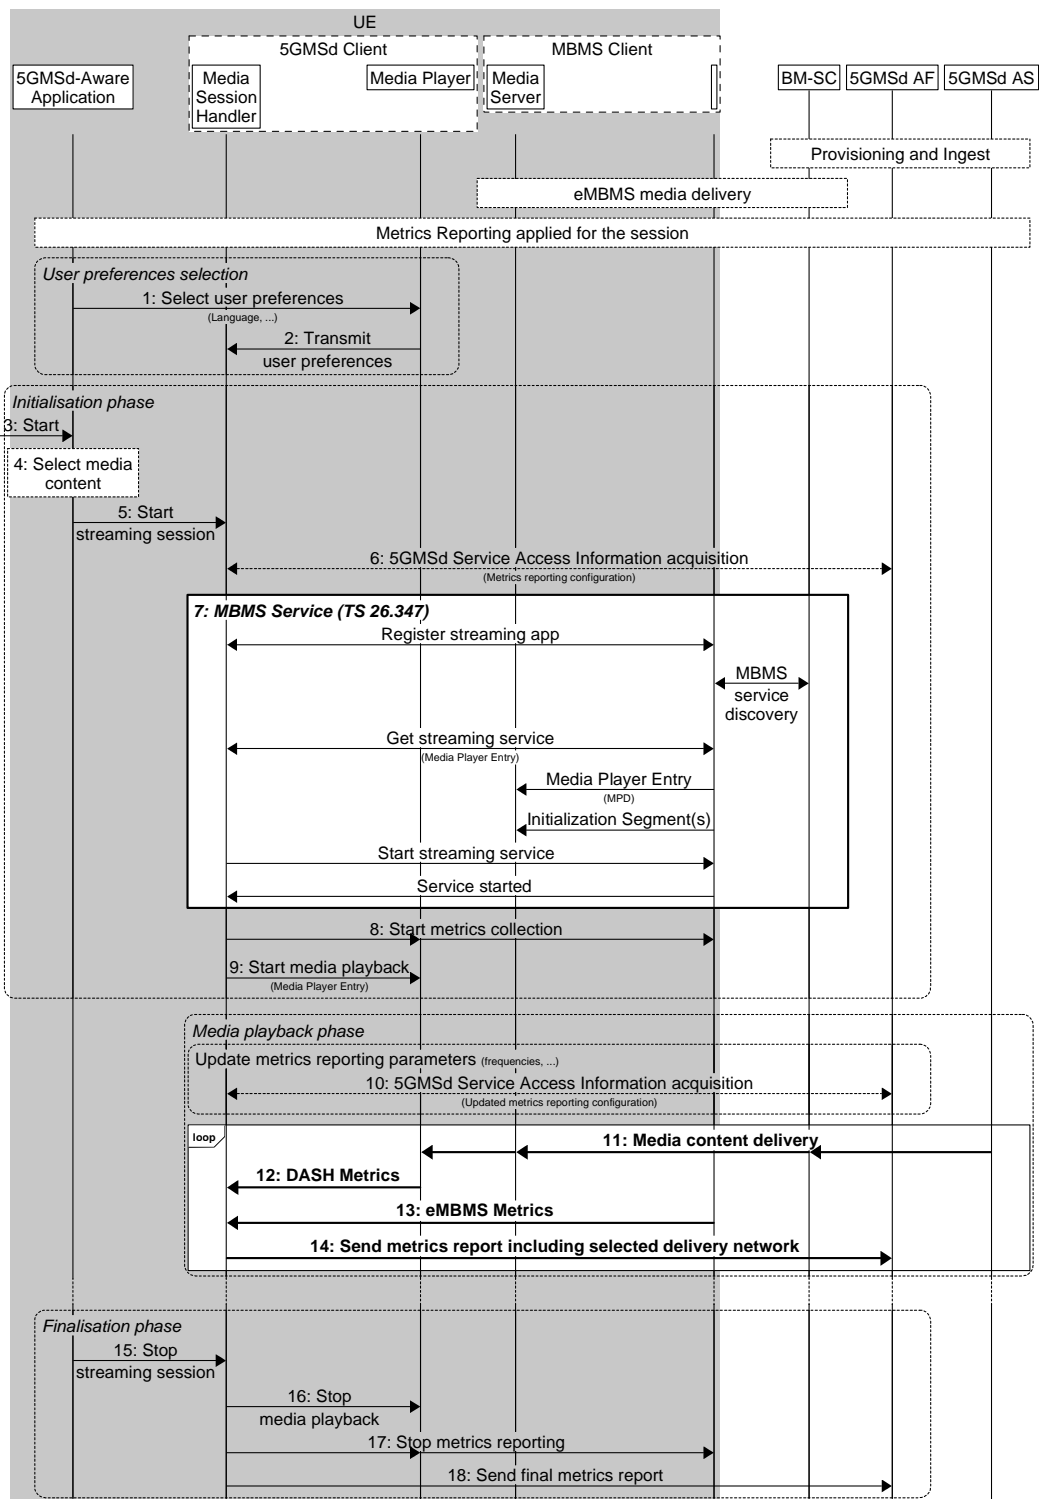 UE
5GMSd Client
MBMS Client
5GMSd-Aware
Application
Media
Session
Handler
Media Player
Media
Server
BM-SC
5GMSd AF
5GMSd AS
Provisioning and Ingest
eMBMS media delivery
Metrics Reporting applied for the session
User preferences selection
1: Select user preferences
(Language, ...)
2: Transmit
user preferences
Initialisation phase
3: Start
4: Select media
content
5: Start
streaming session
6: 5GMSd Service Access Information acquisition
(Metrics reporting configuration)
7: MBMS Service (TS 26.347)
Register streaming app
MBMS
service
discovery
Get streaming service
(Media Player Entry)
Media Player Entry
(MPD)
Initialization Segment(s)
Start streaming service
Service started
8: Start metrics collection
9: Start media playback
(Media Player Entry)
Media playback phase
Update metrics reporting parameters (frequencies, ...)
10: 5GMSd Service Access Information acquisition
(Updated metrics reporting configuration)
loop
11: Media content delivery
12: DASH Metrics
13: eMBMS Metrics
14: Send metrics report including selected delivery network
Finalisation phase
15: Stop
streaming session
16: Stop
media playback
17: Stop metrics reporting
18: Send final metrics report